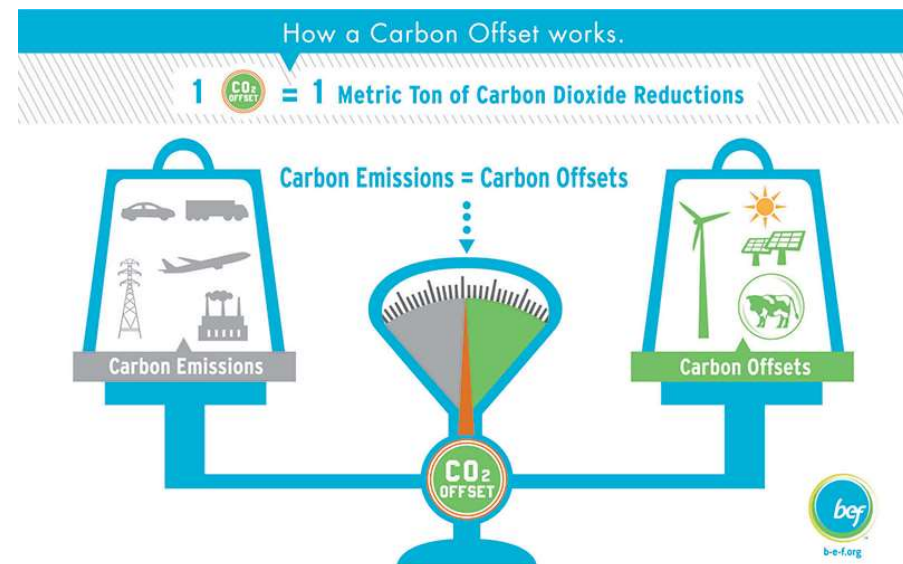 How a Carbon Offset works.
1 CO2 OFFSET = 1 Metric Ton of Carbon Dioxide Reductions
Carbon Emissions = Carbon Offsets
Carbon Emissions
Carbon Offsets
CO2
OFFSET
bef
b-e-f.org